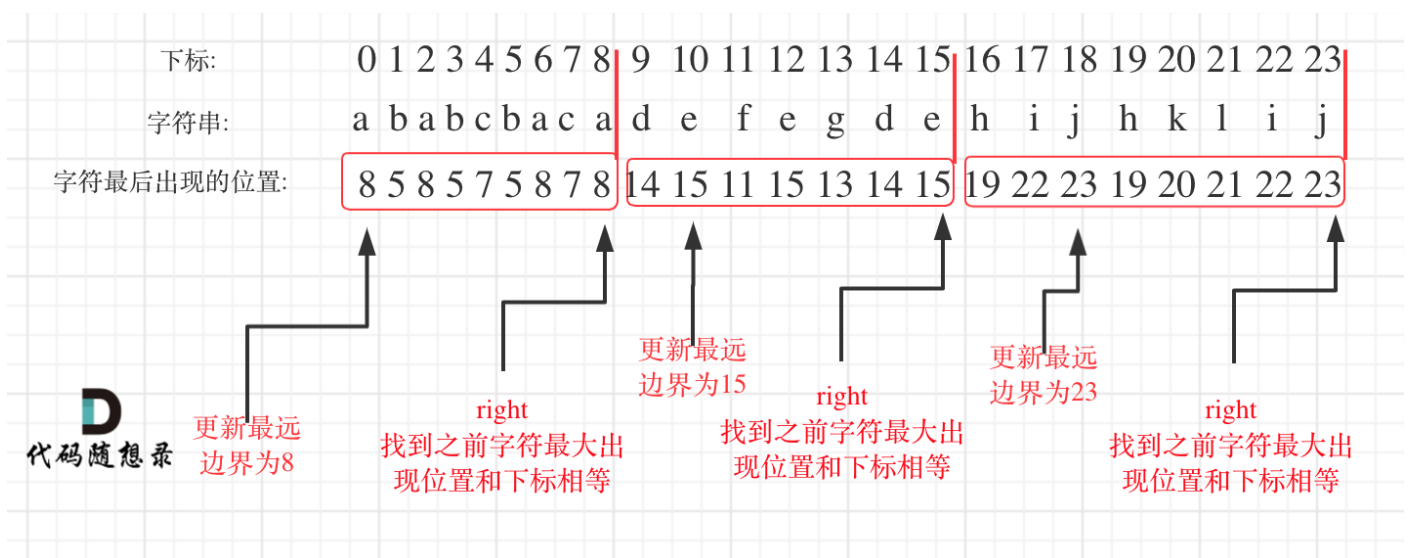 下标: 0 1 2 3 4 5 6 7 8 9 10 11 12 13 14 15 16 17 18 19 20 21 22 23
字符串: a b a b c b a c a d e f e g d e h i j h k l i j
字符最后出现的位置: 8 5 8 5 7 5 8 7 8 14 15 11 15 13 14 15 19 22 23 19 20 21 22 23
更新最远
边界为8
right
找到之前字符最大出
现位置和下标相等
更新最远
边界为15
right
找到之前字符最大出
现位置和下标相等
更新最远
边界为23
right
找到之前字符最大出
现位置和下标相等
D
代码随想录